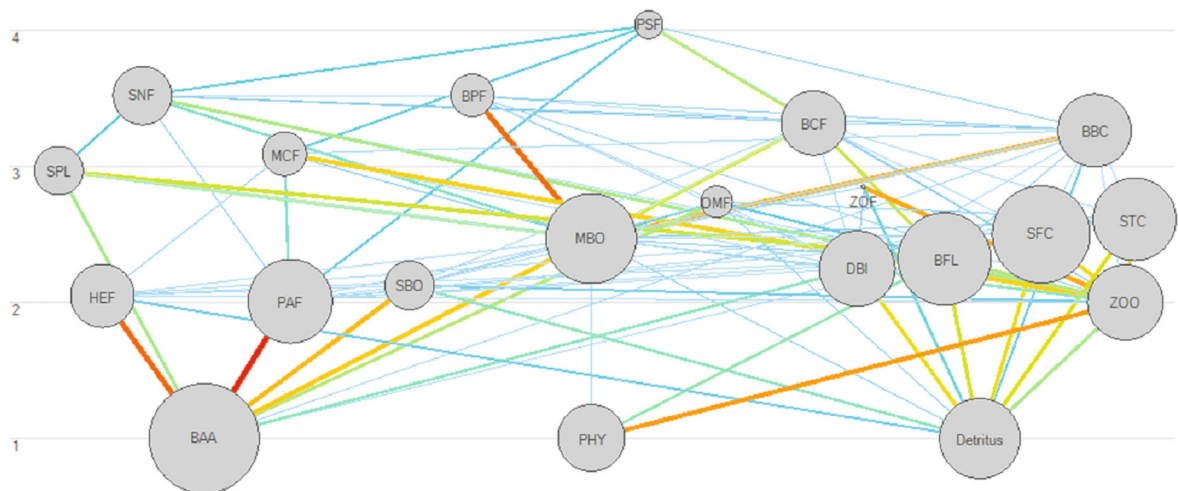 4
PSF
SNF
BPF
BCF
BBC
MCF
3
SPL
DMF
ZOF
STC
SFC
MBO
BFL
DBI
SBO
HEF
PAF
ZOO
2
BAA
PHY
Detritus
1